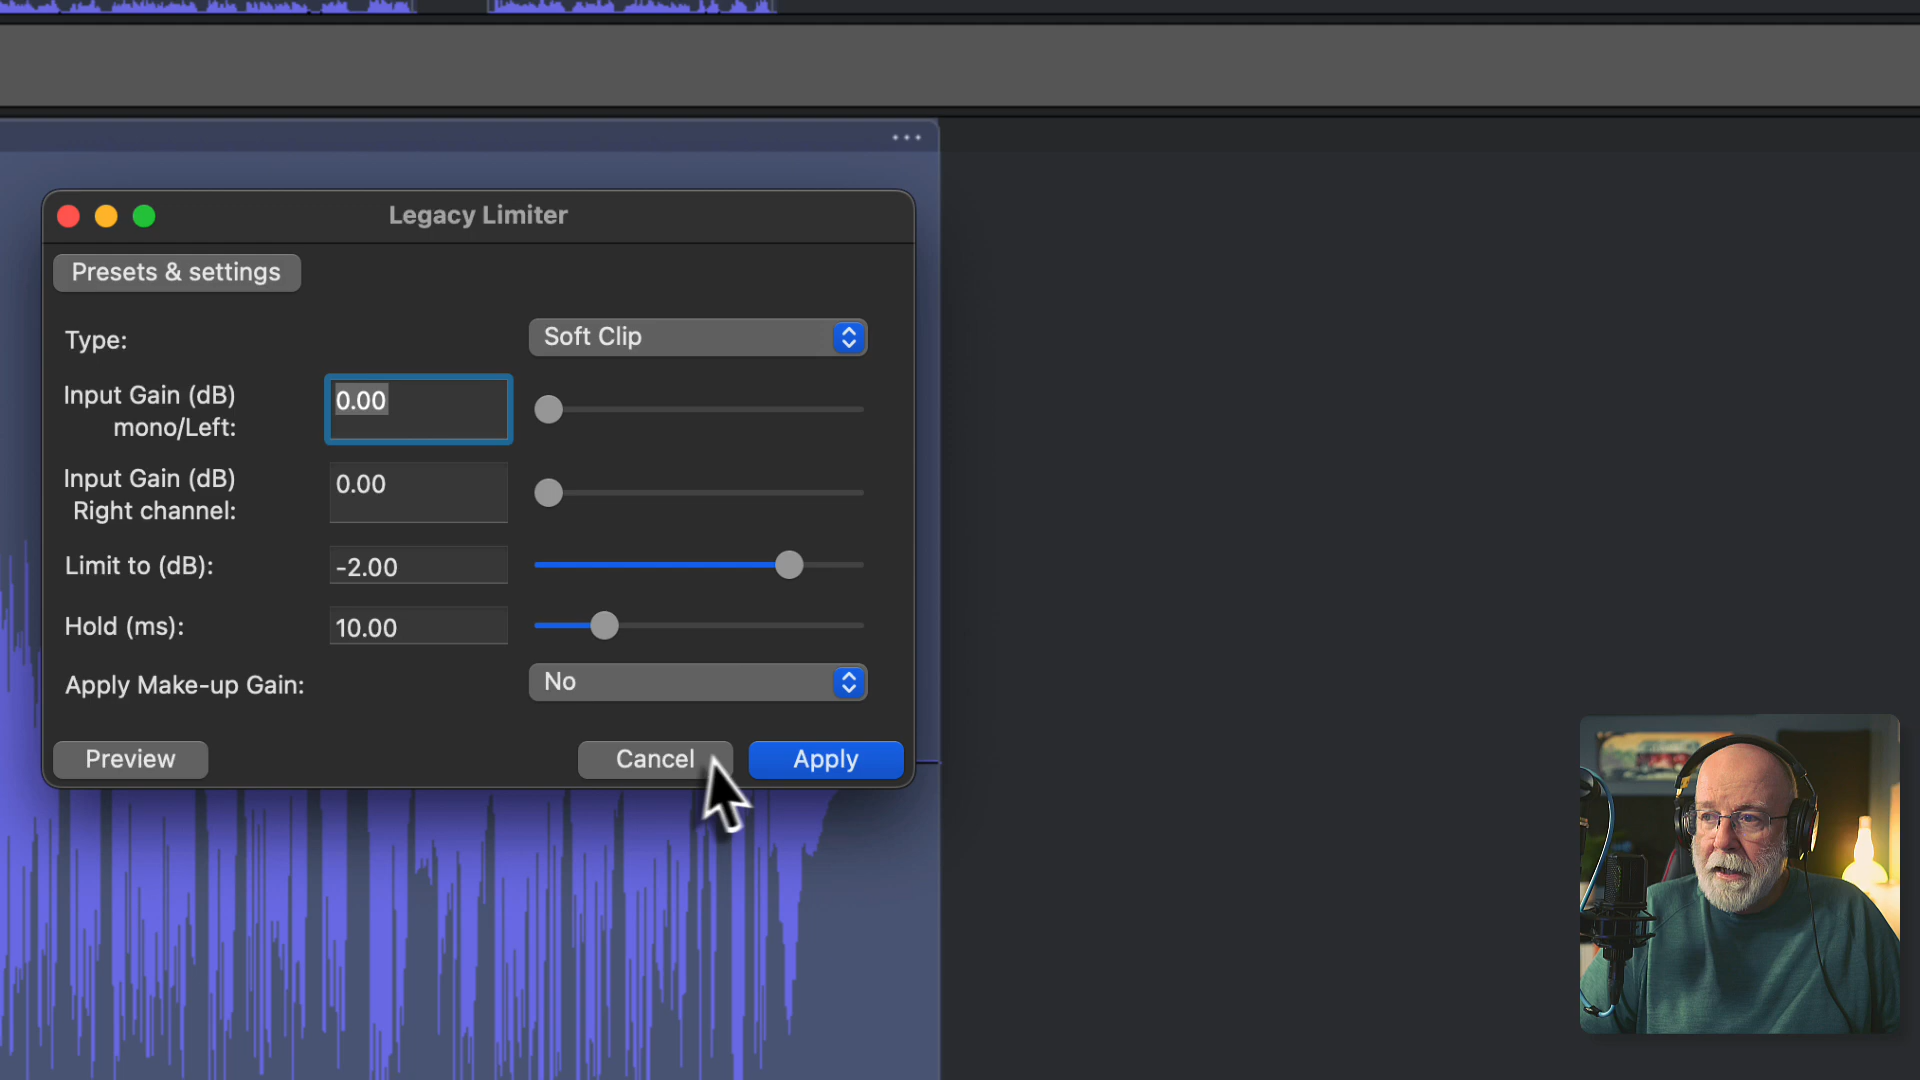 Legacy Limiter
Presets & settings
Type:
Soft Clip
Input Gain (dB)
mono/Left:
0.00
Input Gain (dB)
Right channel:
0.00
Limit to (dB):
-2.00
Hold (ms):
10.00
Apply Make-up Gain:
No
Preview
Cancel
Apply